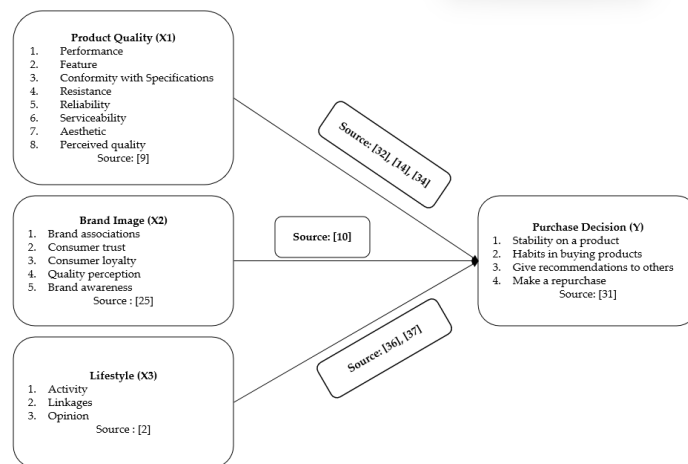 Product Quality (X1)
1. Performance
2. Feature
3. Conformity with Specifications
4. Resistance
5. Reliability
6. Serviceability
7. Aesthetic
8. Perceived quality
Source: [9]
Source: [32], [14], [34]
Brand Image (X2)
1. Brand associations
2. Consumer trust
3. Consumer loyalty
4. Quality perception
5. Brand awareness
Source : [25]
Source: [10]
Purchase Decision (Y)
1. Stability on a product
2. Habits in buying products
3. Give recommendations to others
4. Make a repurchase
Source: [31]
Lifestyle (X3)
1. Activity
2. Linkages
3. Opinion
Source : [2]
Source: [36], [37]